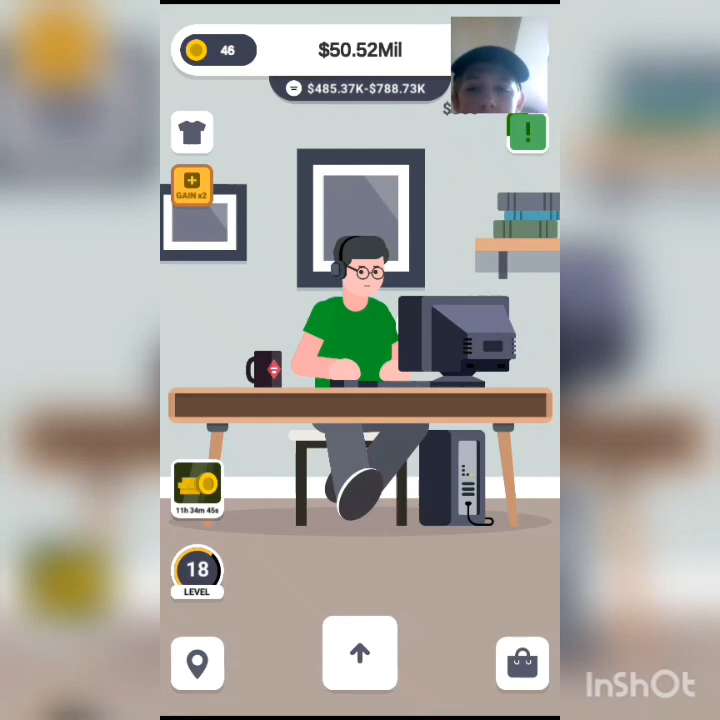 46
$50.52Mil
$485.37K-$788.73K
!
GAIN x2
11h 34m 45s
18
LEVEL
InShOt